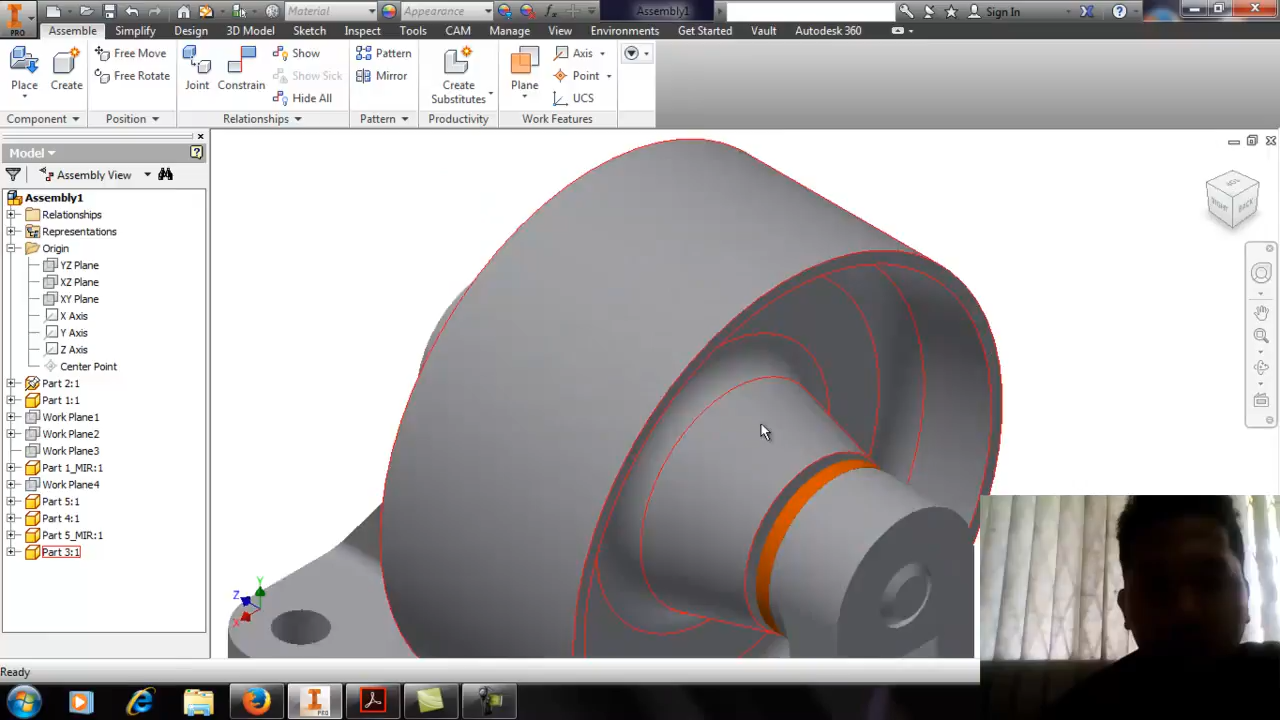 Material
Appearance
Assembly1
Sign In
PRO
Assemble Simplify Design 3D Model Sketch Inspect Tools CAM Manage View Environments Get Started Vault Autodesk 360
Place
Create
Free Move
Free Rotate
Joint
Constrain
Show
Show Sick
Hide All
Pattern
Mirror
Create
Substitutes
Plane
Axis
Point
UCS
Component Position Relationships Pattern Productivity Work Features
Model
Assembly View
Assembly1
Relationships
Representations
Origin
YZ Plane
XZ Plane
XY Plane
X Axis
Y Axis
Z Axis
Center Point
Part 2:1
Part 1:1
Work Plane1
Work Plane2
Work Plane3
Part 1_MIR:1
Work Plane4
Part 5:1
Part 4:1
Part 5_MIR:1
Part 3:1
Y
Z
X
RIGHT
BACK
Ready
PRO